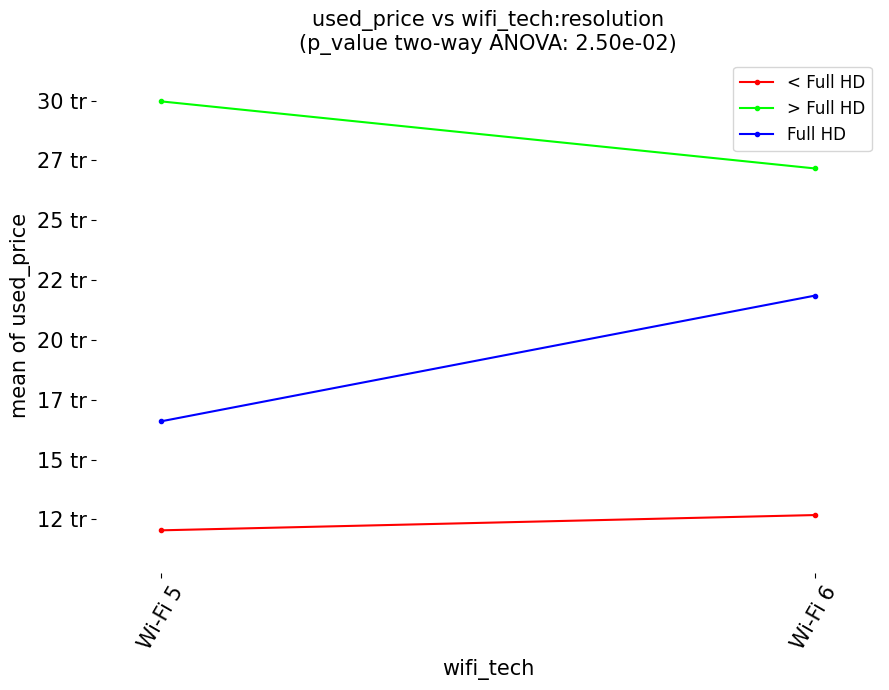 used_price vs wifi_tech:resolution
(p_value two-way ANOVA: 2.50e-02)
< Full HD
> Full HD
Full HD
mean of used_price
30 tr
27 tr
25 tr
22 tr
20 tr
17 tr
15 tr
12 tr
Wi-Fi 5
Wi-Fi 6
wifi_tech